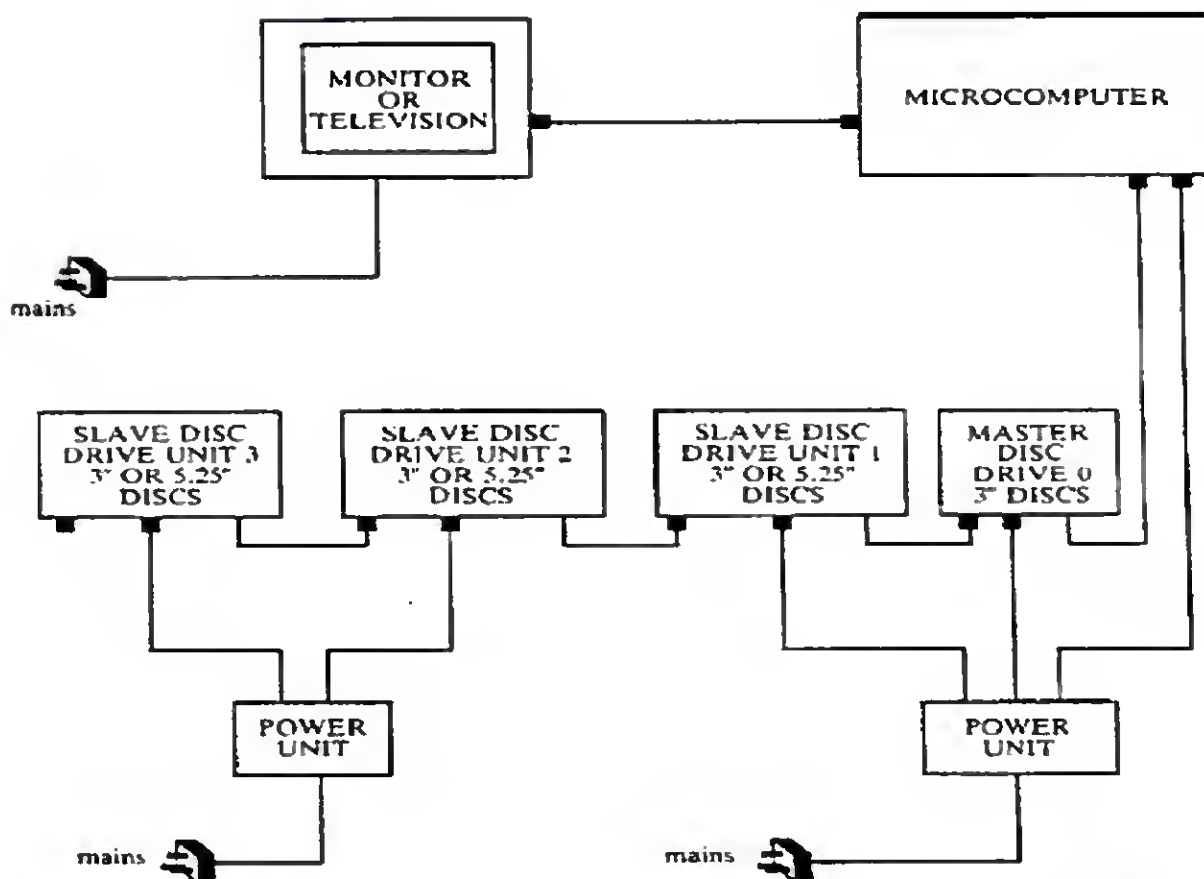 MONITOR
OR
TELEVISION
MICROCOMPUTER
mains
SLAVE DISC
DRIVE UNIT 3
3" OR 5.25"
DISCS
SLAVE DISC
DRIVE UNIT 2
3" OR 5.25"
DISCS
SLAVE DISC
DRIVE UNIT 1
3" OR 5.25"
DISCS
MASTER
DISC
DRIVE 0
3" DISCS
POWER
UNIT
POWER
UNIT
mains
mains